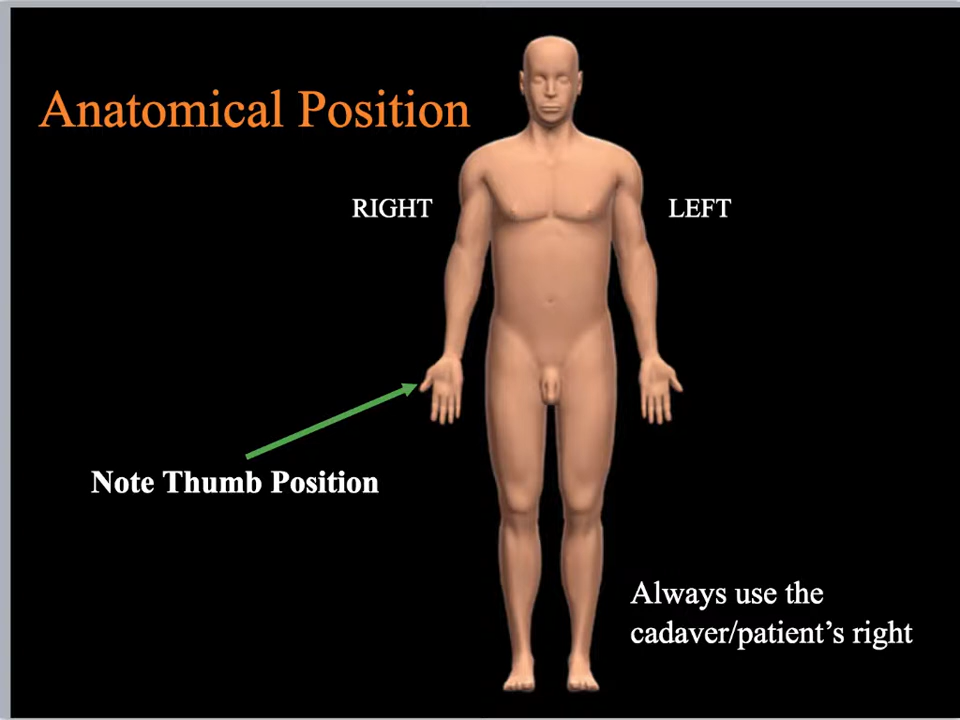 Anatomical Position
RIGHT
LEFT
Note Thumb Position
Always use the
cadaver/patient’s right